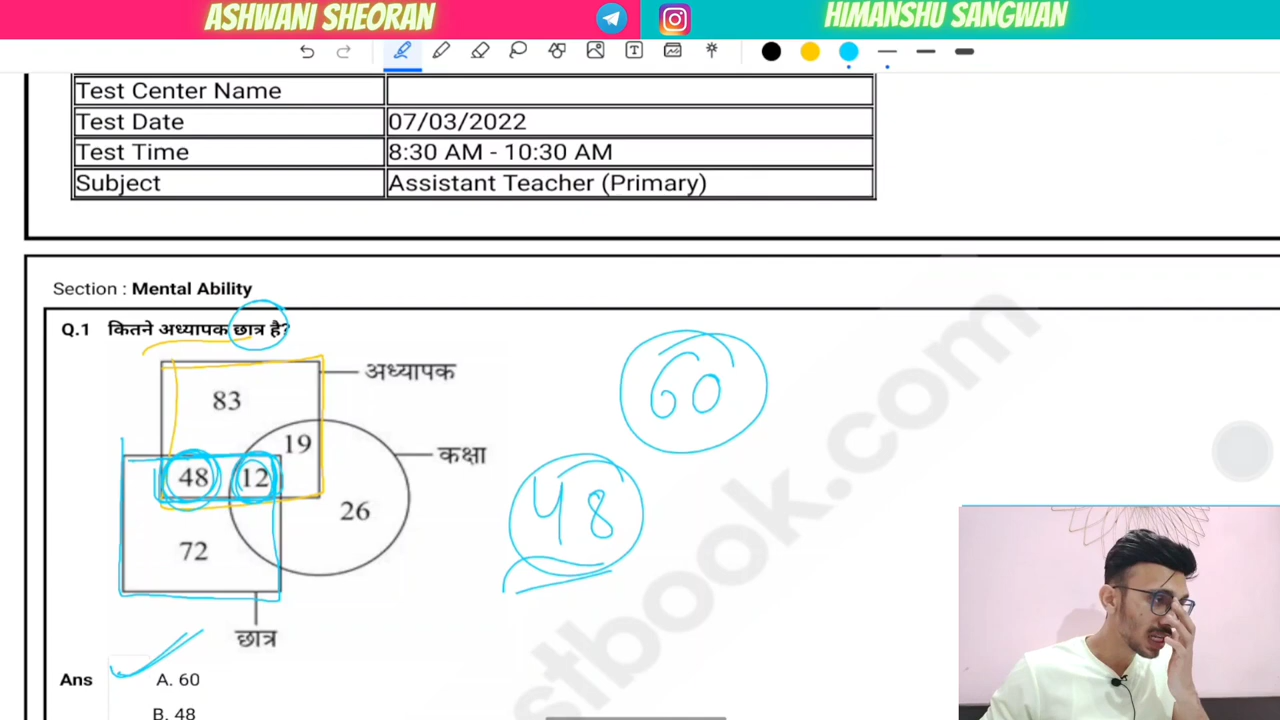 ASHWANI SHEORAN
HIMANSHU SANGWAN
Test Center Name
Test Date 07/03/2022
Test Time 8:30 AM - 10:30 AM
Subject Assistant Teacher (Primary)
Section : Mental Ability
Q.1 कितने अध्यापक छात्र है?
अध्यापक
83
60
19
कक्षा
48 12
26
48
72
छात्र
Ans A. 60
B. 48
stbook.com